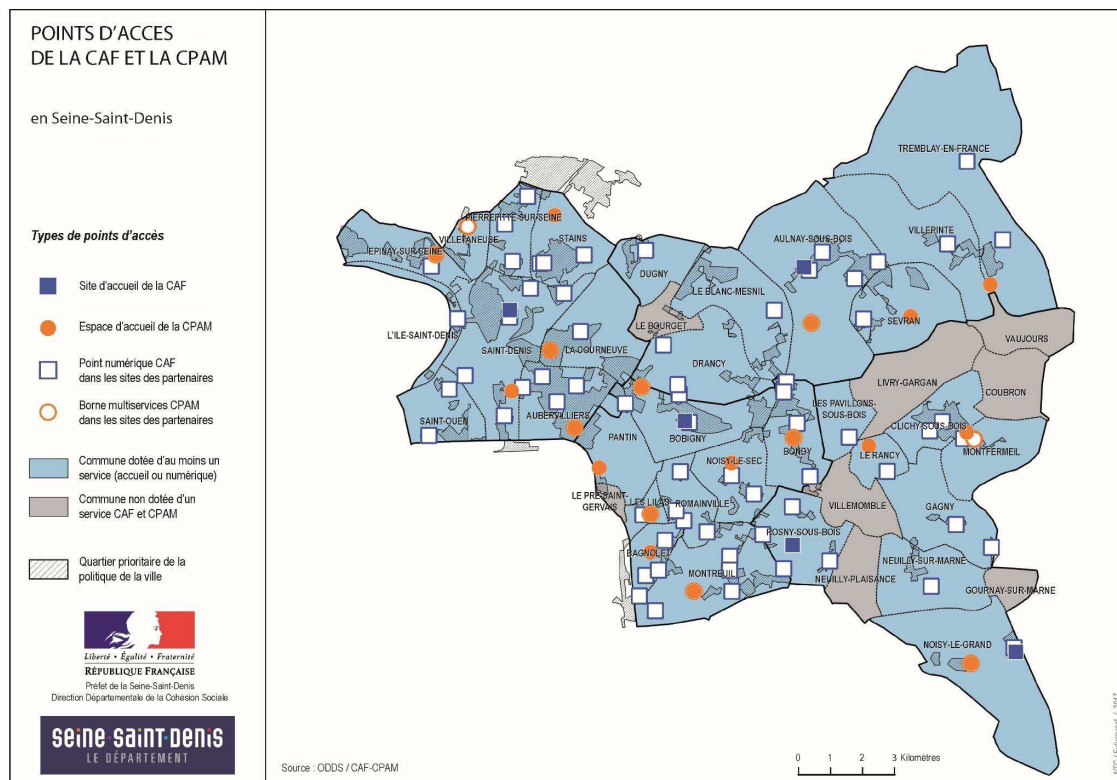 POINTS D'ACCES
DE LA CAF ET LA CPAM
en Seine-Saint-Denis
Types de points d'accès
Site d'accueil de la CAF
Espace d'accueil de la CPAM
Point numérique CAF
dans les sites des partenaires
Borne multiservices CPAM
dans les sites des partenaires
Commune dotée d'au moins un
service (accueil ou numérique)
Commune non dotée d'un
service CAF et CPAM
Quartier prioritaire de la
politique de la ville
Liberté • Égalité • Fraternité
RÉPUBLIQUE FRANÇAISE
Préfet de la Seine-Saint-Denis
Direction Départementale de la Cohésion Sociale
seine-saint-denis
LE DÉPARTEMENT
TREMBLAY-EN-FRANCE
PIERREFITTE-SUR-SEINE
VILLETANEUSE
STAINS
EPINAY-SUR-SEINE
AULNAY-SOUS-BOIS
VILLEPINTE
DUGNY
LE BLANC-MESNIL
L'ILE-SAINT-DENIS
LE BOURGET
SEVRAN
VAUJOURS
SAINT-DENIS
LA COURNEUVE
DRANCY
LIVRY-GARGAN
COUBRON
SAINT-OUEN
AUBERVILLIERS
LES PAVILLONS-
SOUS-BOIS
CLICHY-SOUS-BOIS
PANTIN
BOBIGNY
BONDY
LE RANCY
MONTFERMEIL
NOISY-LE-SEC
LE PRE-SAINT-
GERVAIS
LES LILAS
ROMAINVILLE
VILLEMOMBLE
GAGNY
ROSNY-SOUS-BOIS
BAGNOLET
MONTREUIL
NEUILLY-SUR-MARNE
NEUILLY-PLAISANCE
GOURNAY-SUR-MARNE
NOISY-LE-GRAND
Source : ODDS / CAF-CPAM
0 1 2 3 Kilomètres